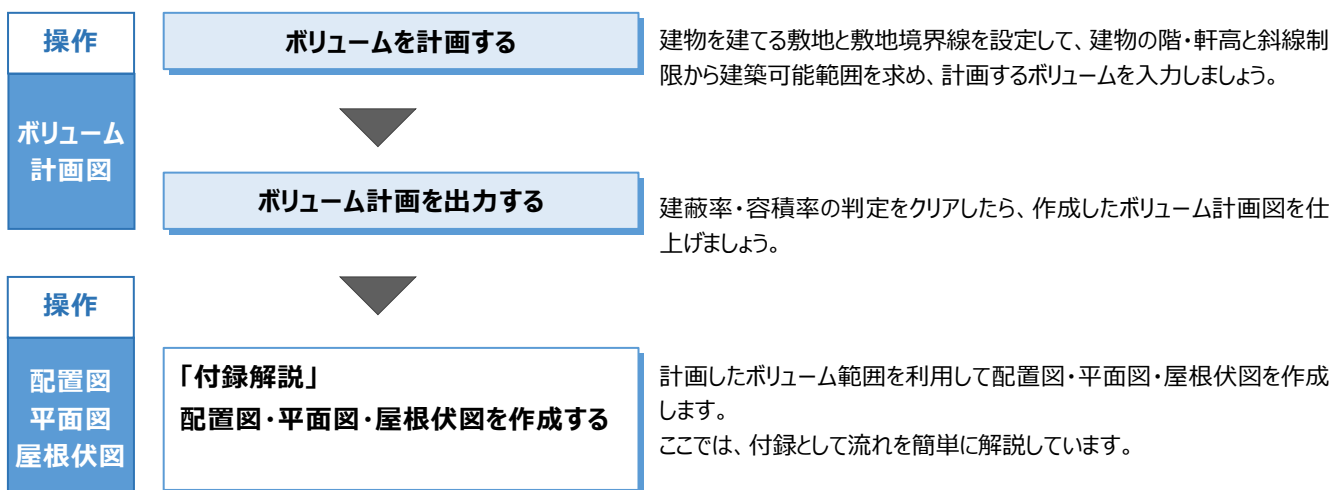 操作
ボリューム
計画図
ボリュームを計画する
建物を建てる敷地と敷地境界線を設定して、建物の階・軒高と斜線制
限から建築可能範囲を求め、計画するボリュームを入力しましょう。
ボリューム計画を出力する
建蔽率・容積率の判定をクリアしたら、作成したボリューム計画図を仕
上げましょう。
操作
配置図
平面図
屋根伏図
「付録解説」
配置図・平面図・屋根伏図を作成する
計画したボリューム範囲を利用して配置図・平面図・屋根伏図を作成
します。
ここでは、付録として流れを簡単に解説しています。